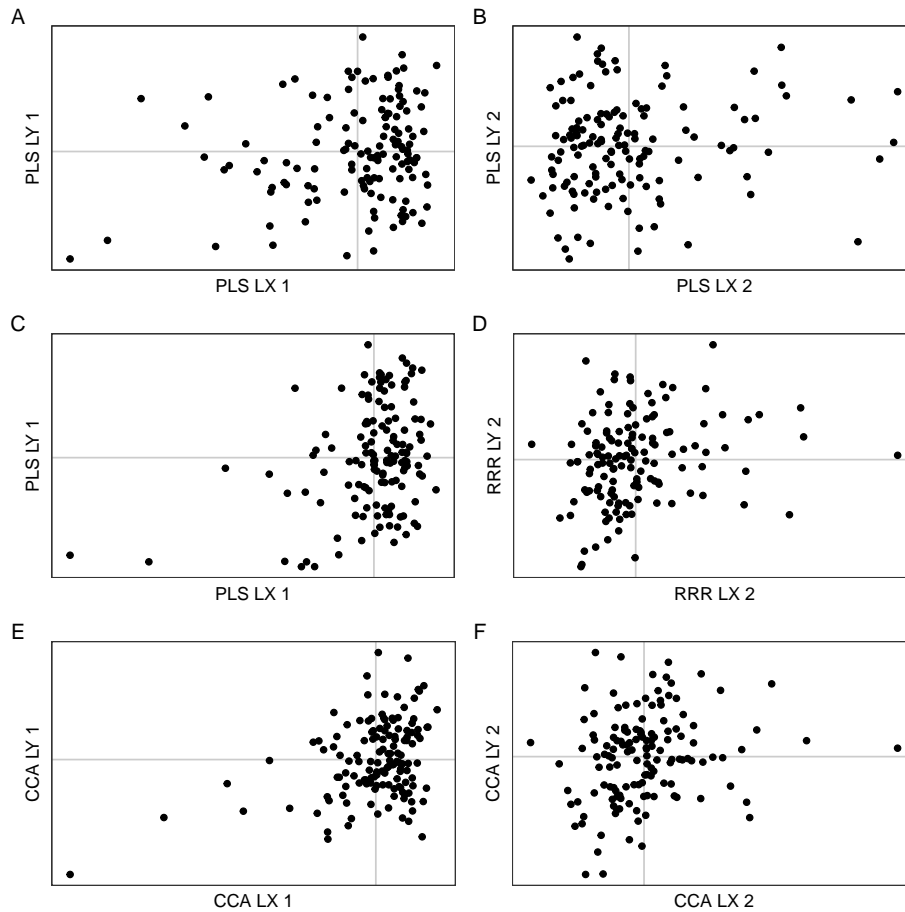 A
B
PLS LY 1
PLS LY 2
PLS LX 1
PLS LX 2
C
D
PLS LY 1
RRR LY 2
PLS LX 1
RRR LX 2
E
F
CCA LY 1
CCA LY 2
CCA LX 1
CCA LX 2